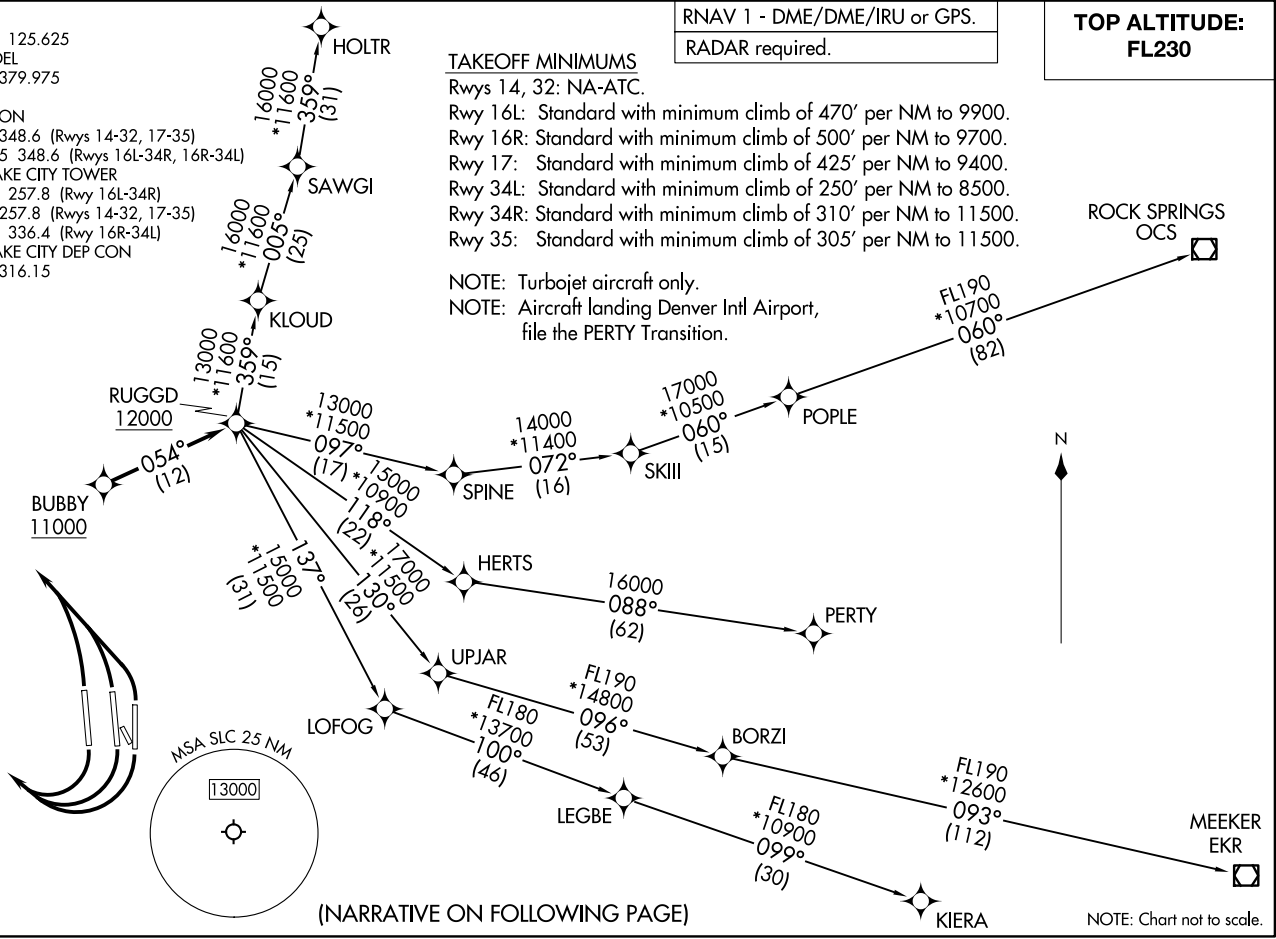 125.625
DEL
379.975
ON
348.6 (Rwys 14-32, 17-35)
5 348.6 (Rwys 16L-34R, 16R-34L)
AKE CITY TOWER
257.8 (Rwy 16L-34R)
257.8 (Rwys 14-32, 17-35)
336.4 (Rwy 16R-34L)
AKE CITY DEP CON
316.15
RNAV 1 - DME/DME/IRU or GPS.
RADAR required.
TOP ALTITUDE:
FL230
TAKEOFF MINIMUMS
Rwys 14, 32: NA-ATC.
Rwy 16L: Standard with minimum climb of 470' per NM to 9900.
Rwy 16R: Standard with minimum climb of 500' per NM to 9700.
Rwy 17: Standard with minimum climb of 425' per NM to 9400.
Rwy 34L: Standard with minimum climb of 250' per NM to 8500.
Rwy 34R: Standard with minimum climb of 310' per NM to 11500.
Rwy 35: Standard with minimum climb of 305' per NM to 11500.
NOTE: Turbojet aircraft only.
NOTE: Aircraft landing Denver Intl Airport,
file the PERTY Transition.
HOLTR
16000
*11600
359°
(31)
SAWGI
16000
*11600
005°
(25)
KLOUD
13000
*11600
359°
(15)
RUGGD
12000
054°
(12)
BUBBY
11000
13000
*11500
097°
(17)
SPINE
14000
*11400
072°
(16)
SKIII
17000
*10500
060°
(15)
POPLE
FL190
*10700
060°
(82)
ROCK SPRINGS
OCS
N
15000
*10900
118°
(22)
HERTS
16000
088°
(62)
PERTY
17000
*11500
130°
(26)
UPJAR
FL190
*14800
096°
(53)
BORZI
FL190
*12600
093°
(112)
MEEKER
EKR
137°
15000
*11500
(31)
LOFOG
FL180
*13700
100°
(46)
LEGBE
FL180
*10900
099°
(30)
KIERA
MSA SLC 25 NM
13000
(NARRATIVE ON FOLLOWING PAGE)
NOTE: Chart not to scale.